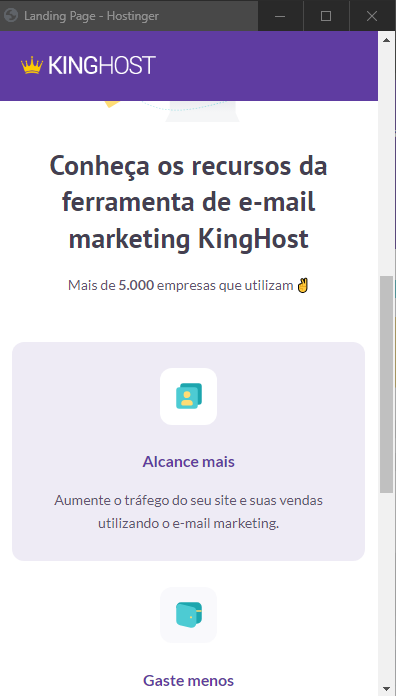 Landing Page - Hostinger
KINGHOST
Conheça os recursos da
ferramenta de e-mail
marketing KingHost
Mais de 5.000 empresas que utilizam ✌
Alcance mais
Aumente o tráfego do seu site e suas vendas
utilizando o e-mail marketing.
Gaste menos